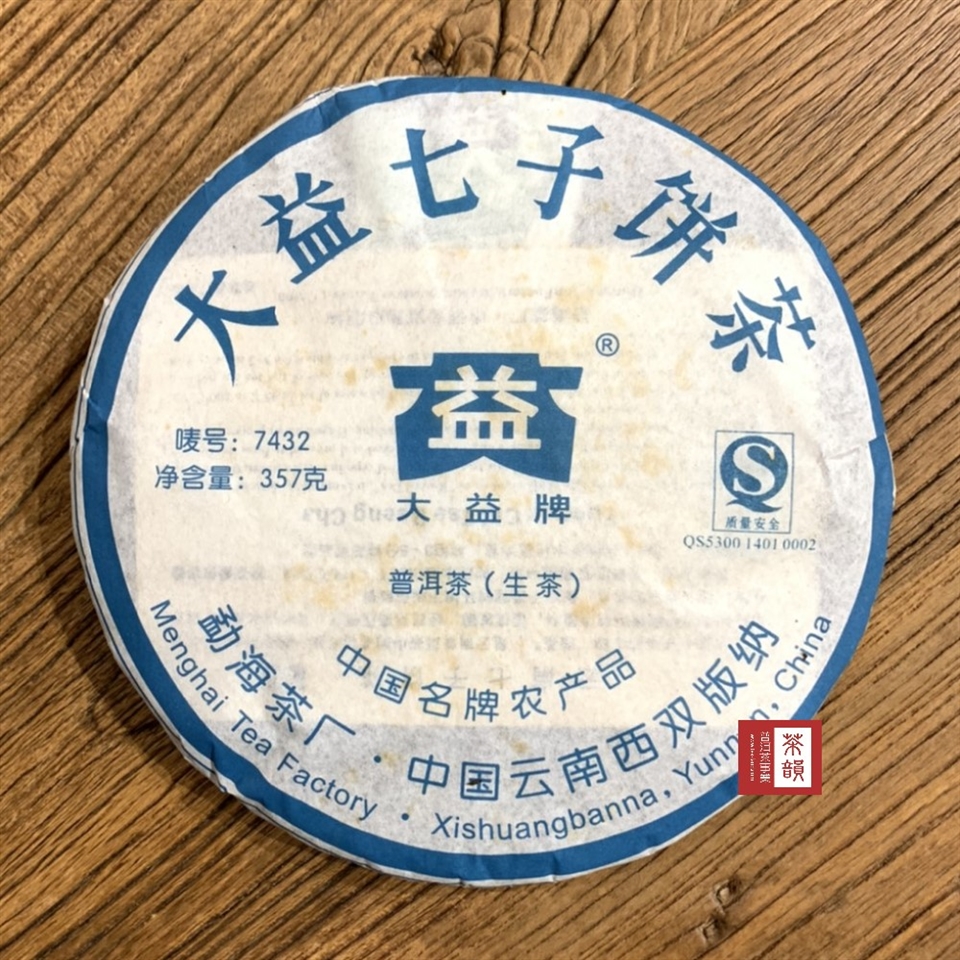 大益七子饼茶
益®
大益牌
唛号：7432
净含量：357克
普洱茶（生茶）
质量安全
QS5300 1401 0002
中国名牌农产品
勐海茶厂・中国云南西双版纳
Menghai Tea Factory・Xishuangbanna, Yunnan, China
茶韻